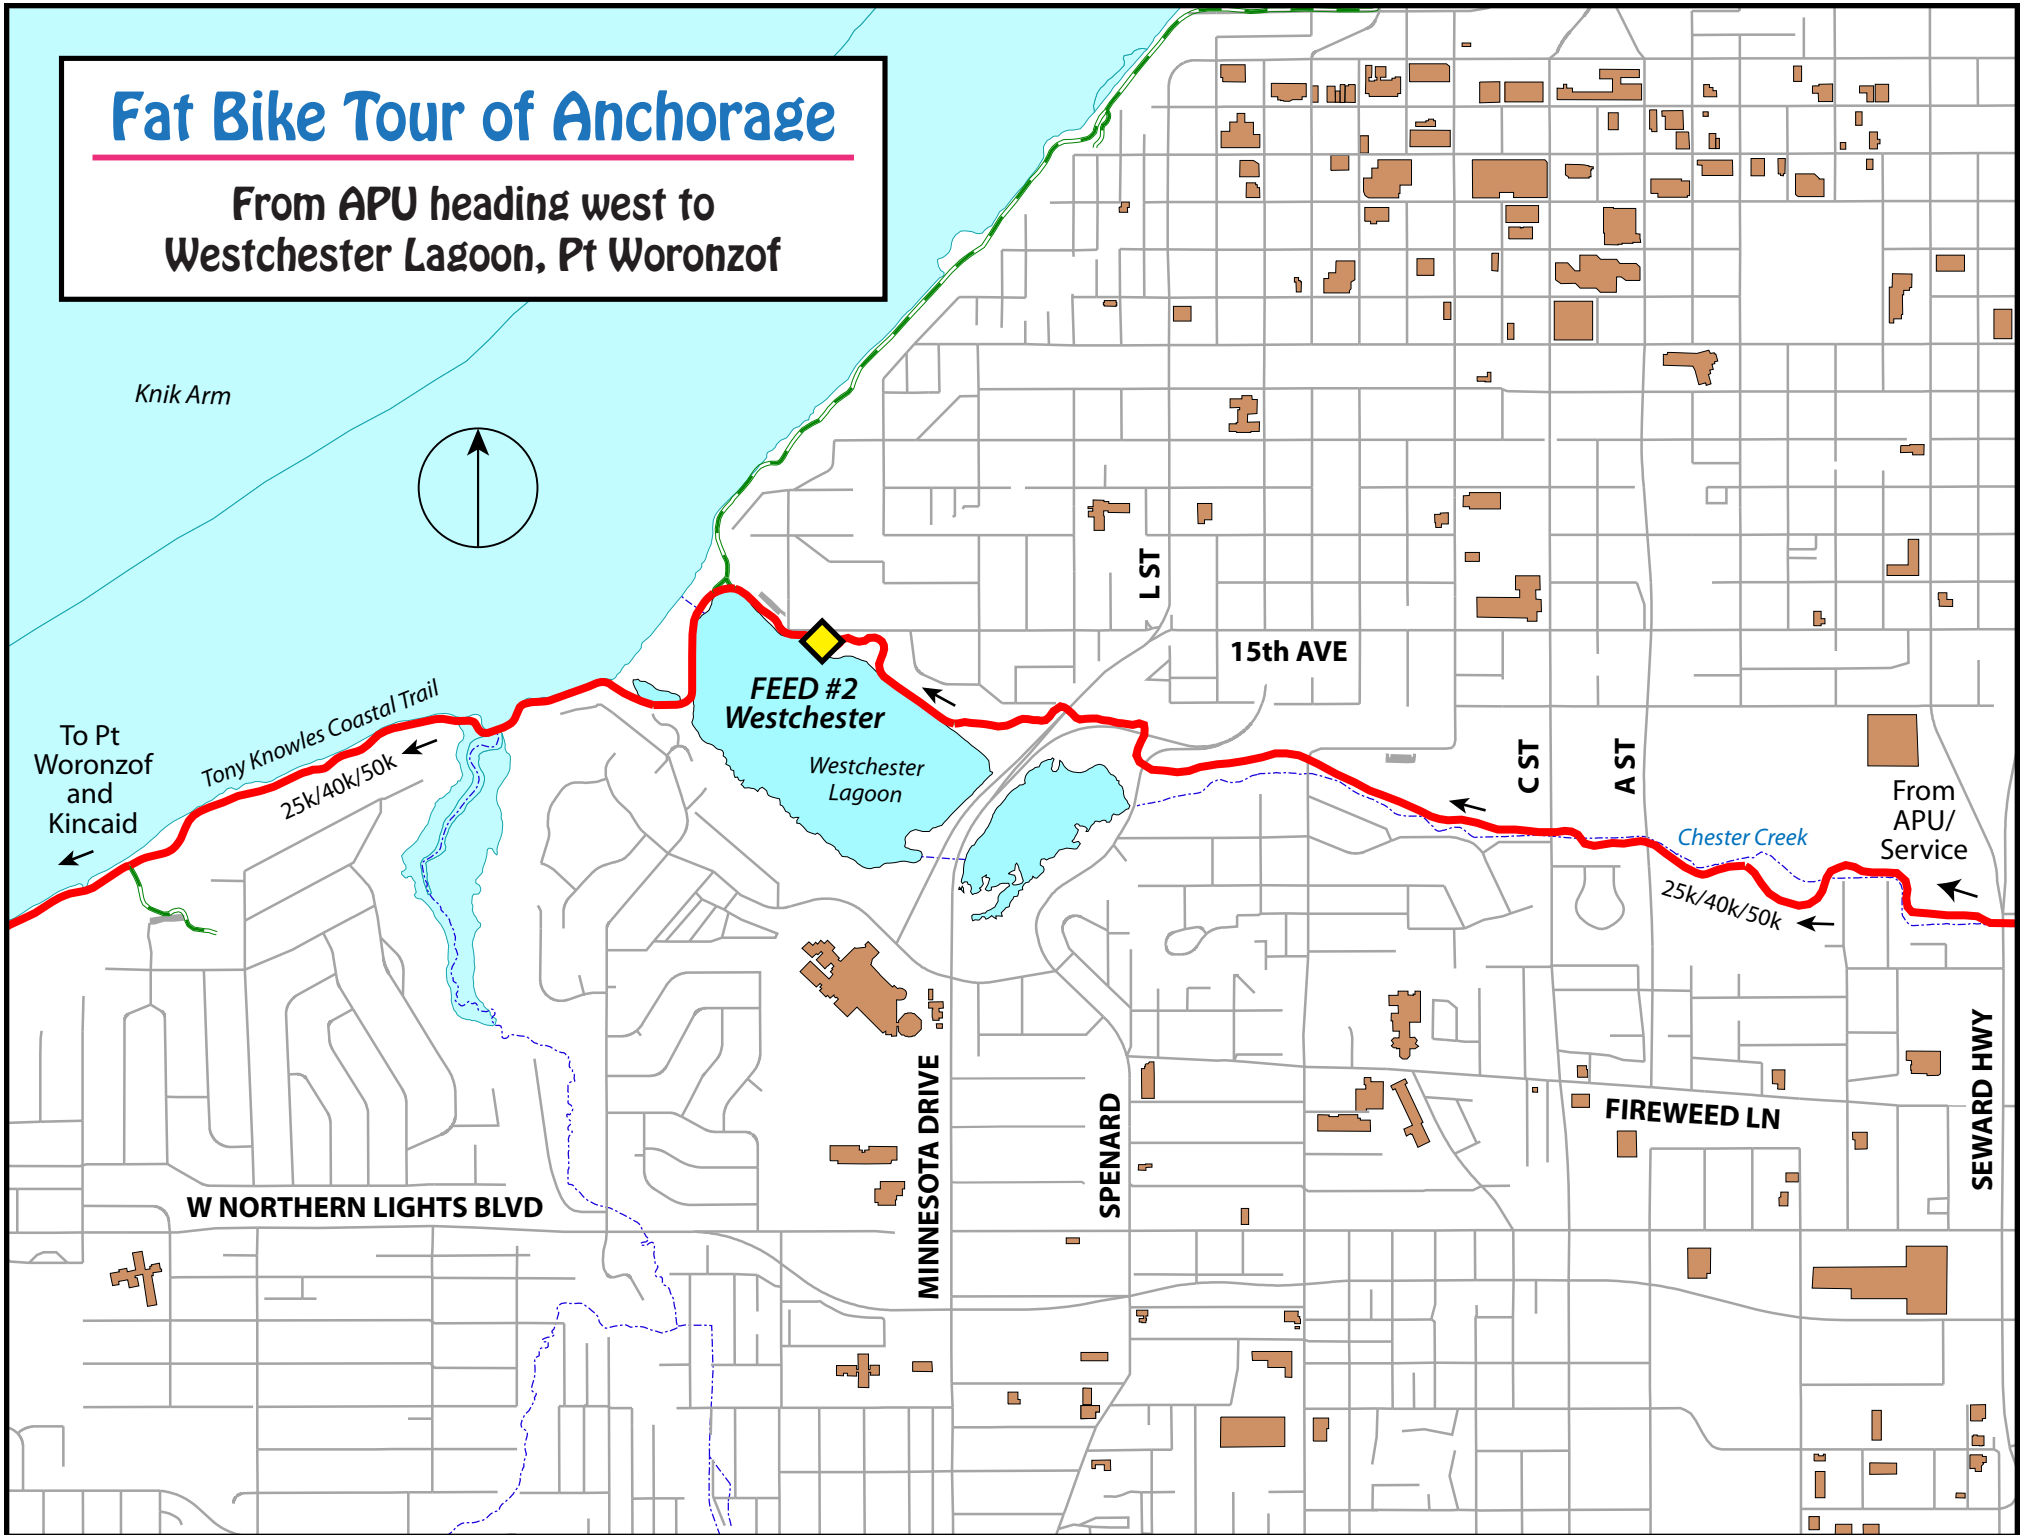 Fat Bike Tour of Anchorage
From APU heading west to
Westchester Lagoon, Pt Woronzof
Knik Arm
L ST
15th AVE
FEED #2
Westchester
Westchester
Lagoon
Tony Knowles Coastal Trail
25k/40k/50k
To Pt
Woronzof
and
Kincaid
C ST
A ST
From
APU/
Service
Chester Creek
25k/40k/50k
MINNESOTA DRIVE
SPENARD
FIREWEED LN
SEWARD HWY
W NORTHERN LIGHTS BLVD